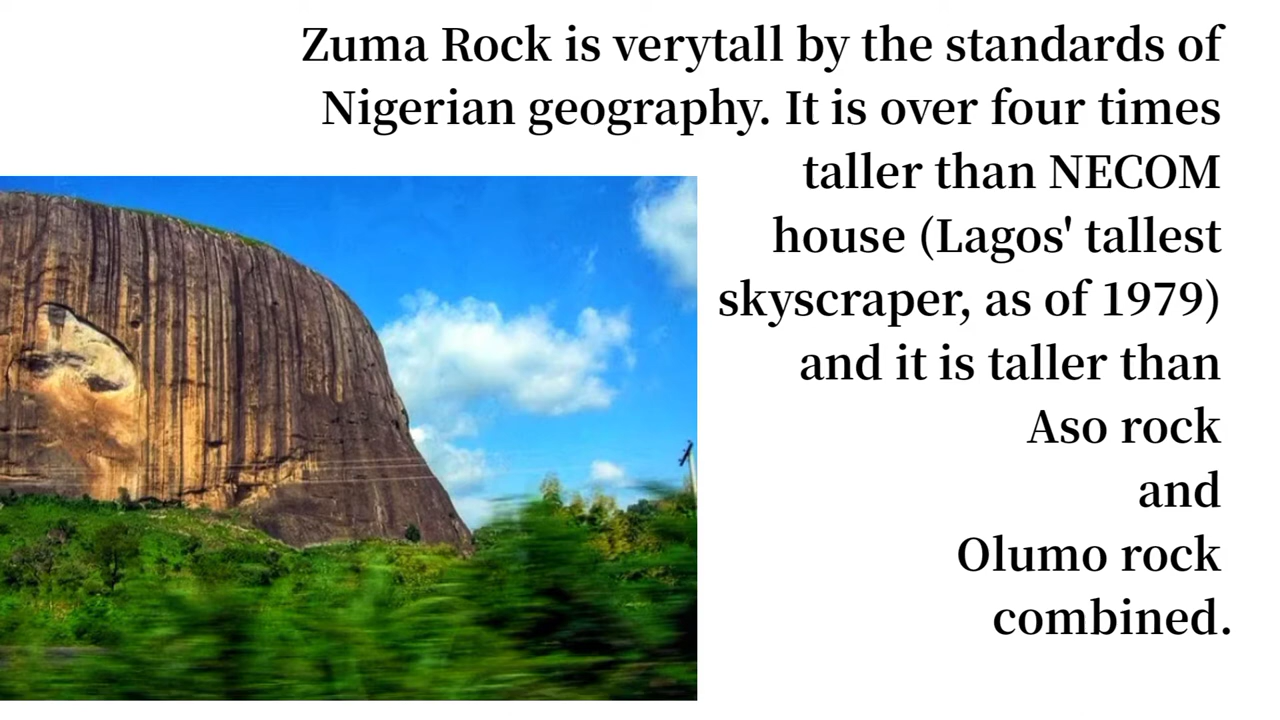 Zuma Rock is verytall by the standards of
Nigerian geography. It is over four times
taller than NECOM
house (Lagos' tallest
skyscraper, as of 1979)
and it is taller than
Aso rock
and
Olumo rock
combined.